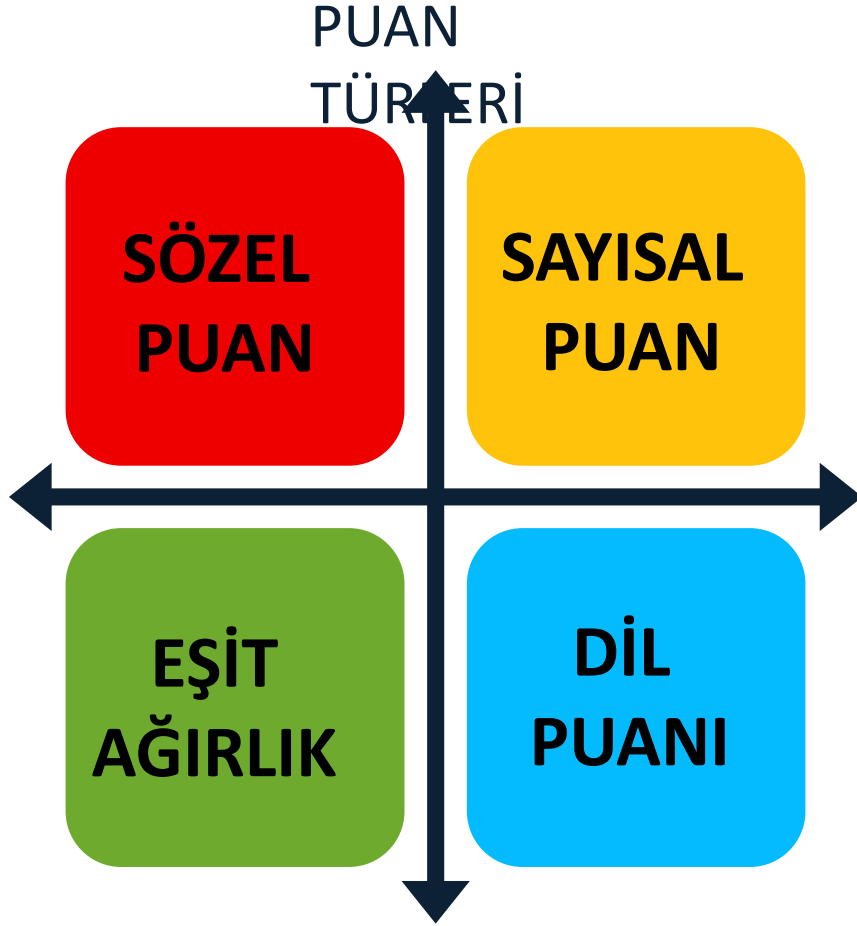 PUAN
TÜRLERİ
SÖZEL
PUAN
SAYISAL
PUAN
EŞİT
AĞIRLIK
DİL
PUANI